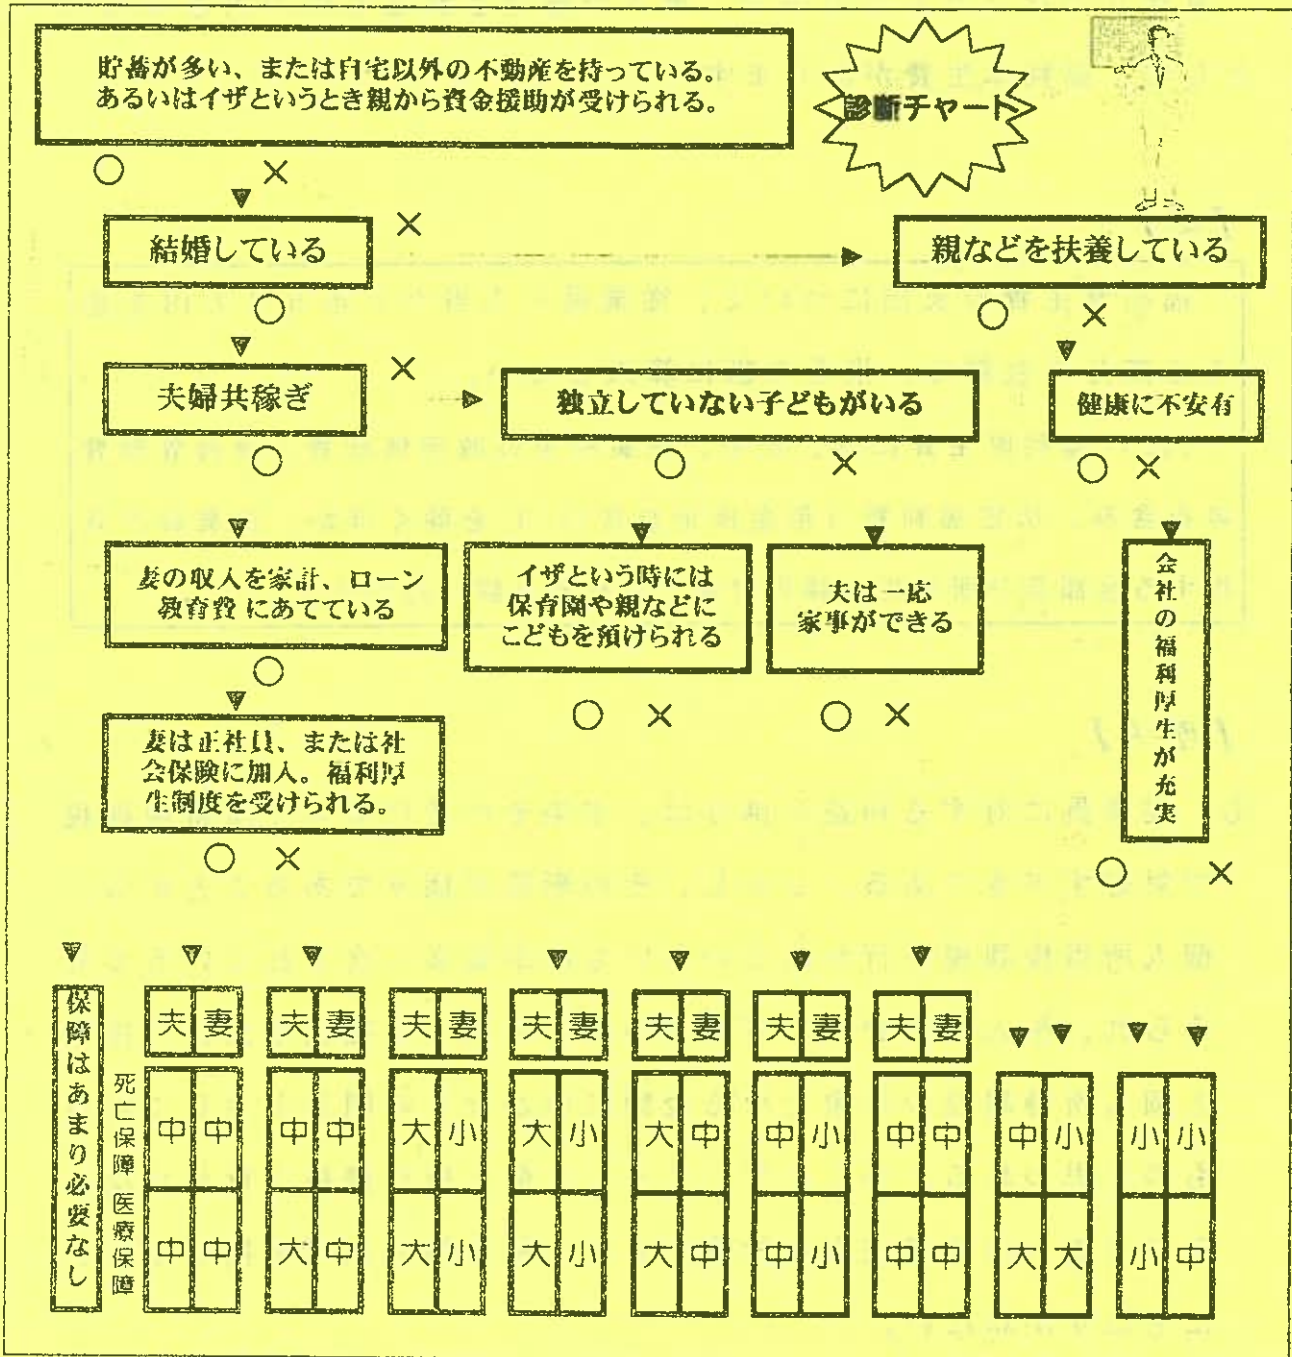 貯蓄が多い、または自宅以外の不動産を持っている。
あるいはイザというとき親から資金援助が受けられる。
診断チャート
○ ×
結婚している
×
親などを扶養している
○
○ ×
夫婦共稼ぎ
×
独立していない子どもがいる
健康に不安有
○
○ ×
○ ×
妻の収入を家計、ローン
教育費にあてている
イザという時には
保育園や親などに
こどもを預けられる
夫は一応
家事ができる
会社の福利厚生が充実
○
○ ×
○ ×
妻は正社員、または社
会保険に加入。福利厚
生制度を受けられる。
○ ×
○ ×
保障はあまり必要なし
夫 妻 夫 妻 夫 妻 夫 妻 夫 妻 夫 妻 夫 妻
死亡保障
中 中 中 中 大 小 大 小 大 中 中 小 中 中 中 小 小 小
医療保障
中 中 大 中 大 小 大 小 大 中 中 小 中 中 大 大 小 中